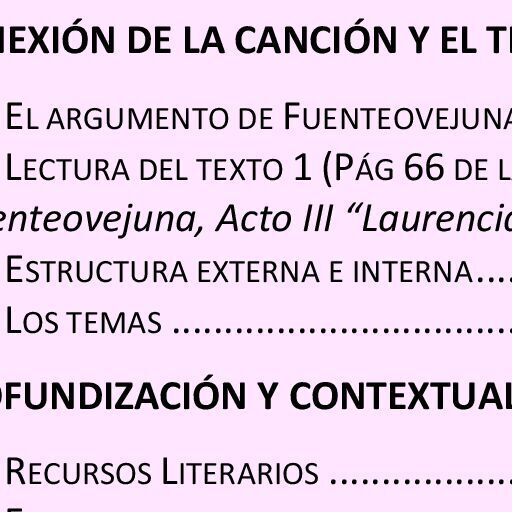 NEXIÓN DE LA CANCIÓN Y EL T
EL ARGUMENTO DE FUENTEOVEJUNA
LECTURA DEL TEXTO 1 (PÁG 66 DE L
enteovejuna, Acto III “Laurencia
ESTRUCTURA EXTERNA E INTERNA....
LOS TEMAS ................................
OFUNDIZACIÓN Y CONTEXTUAL
RECURSOS LITERARIOS ..................